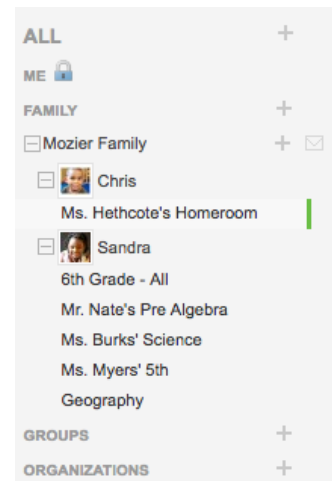 ALL
ME
FAMILY
Mozier Family
Chris
Ms. Hethcote's Homeroom
Sandra
6th Grade - All
Mr. Nate's Pre Algebra
Ms. Burks' Science
Ms. Myers' 5th
Geography
GROUPS
ORGANIZATIONS